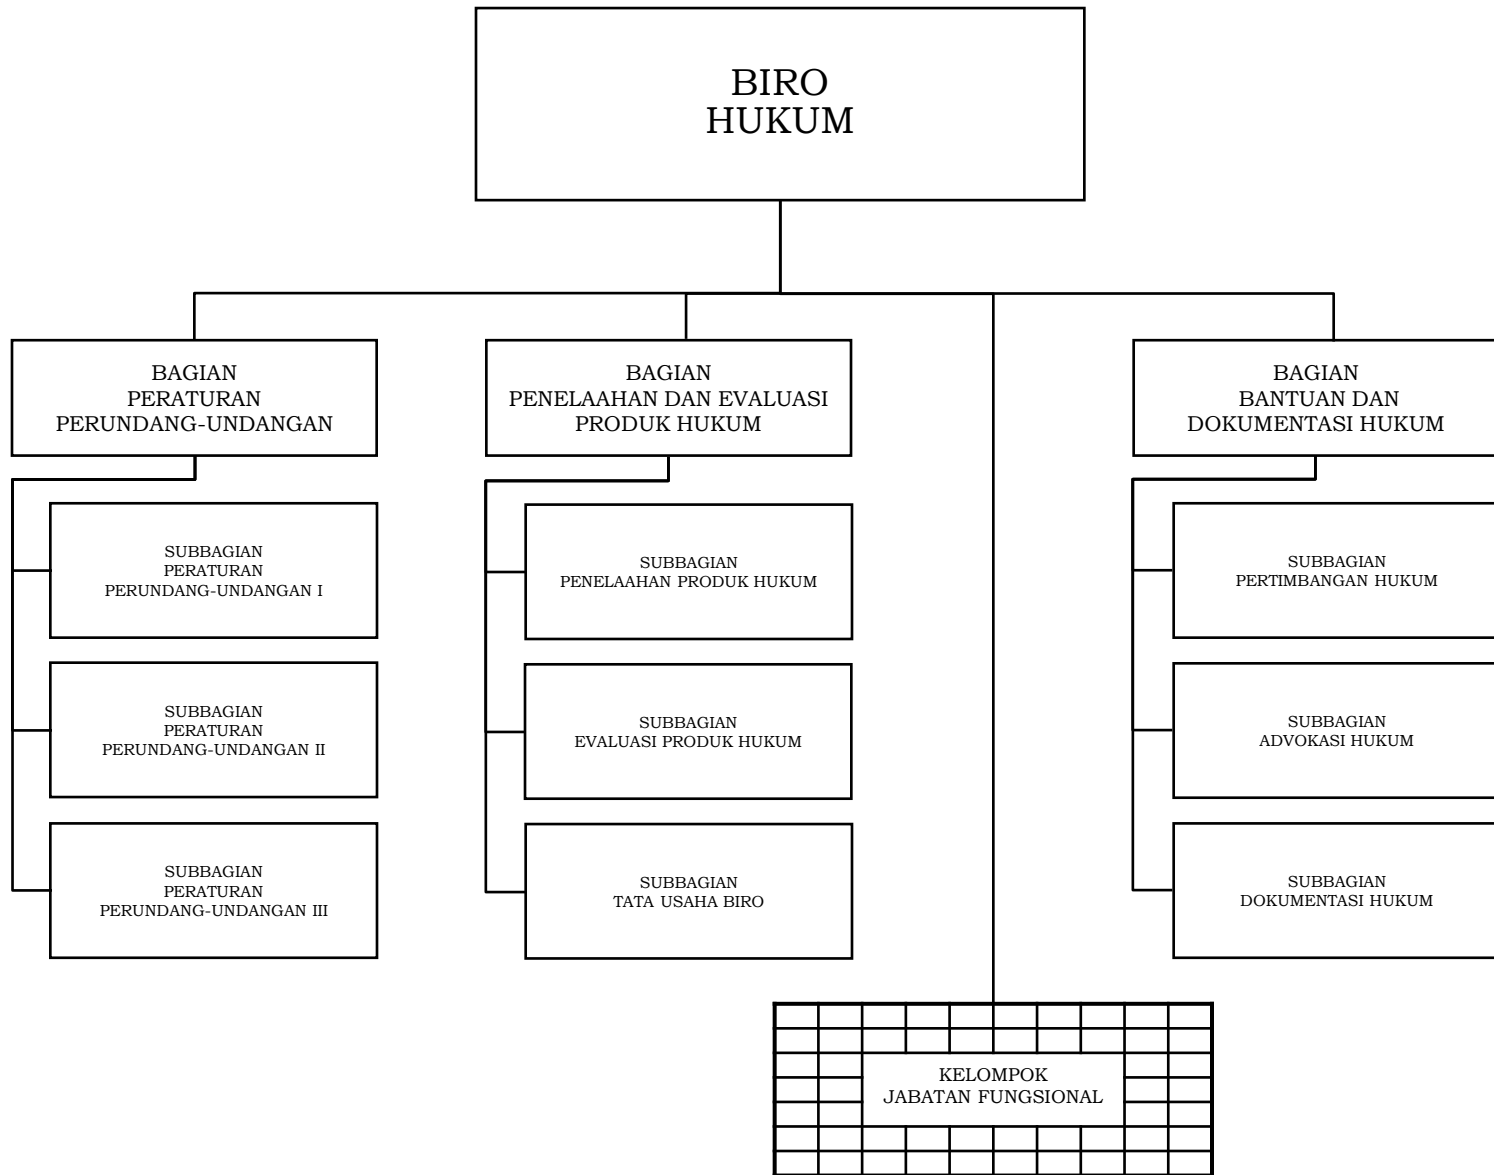 BIRO
HUKUM
BAGIAN
PERATURAN
PERUNDANG-UNDANGAN
BAGIAN
PENELAAHAN DAN EVALUASI
PRODUK HUKUM
BAGIAN
BANTUAN DAN
DOKUMENTASI HUKUM
SUBBAGIAN
PERATURAN
PERUNDANG-UNDANGAN I
SUBBAGIAN
PENELAAHAN PRODUK HUKUM
SUBBAGIAN
PERTIMBANGAN HUKUM
SUBBAGIAN
PERATURAN
PERUNDANG-UNDANGAN II
SUBBAGIAN
EVALUASI PRODUK HUKUM
SUBBAGIAN
ADVOKASI HUKUM
SUBBAGIAN
PERATURAN
PERUNDANG-UNDANGAN III
SUBBAGIAN
TATA USAHA BIRO
SUBBAGIAN
DOKUMENTASI HUKUM
KELOMPOK
JABATAN FUNGSIONAL